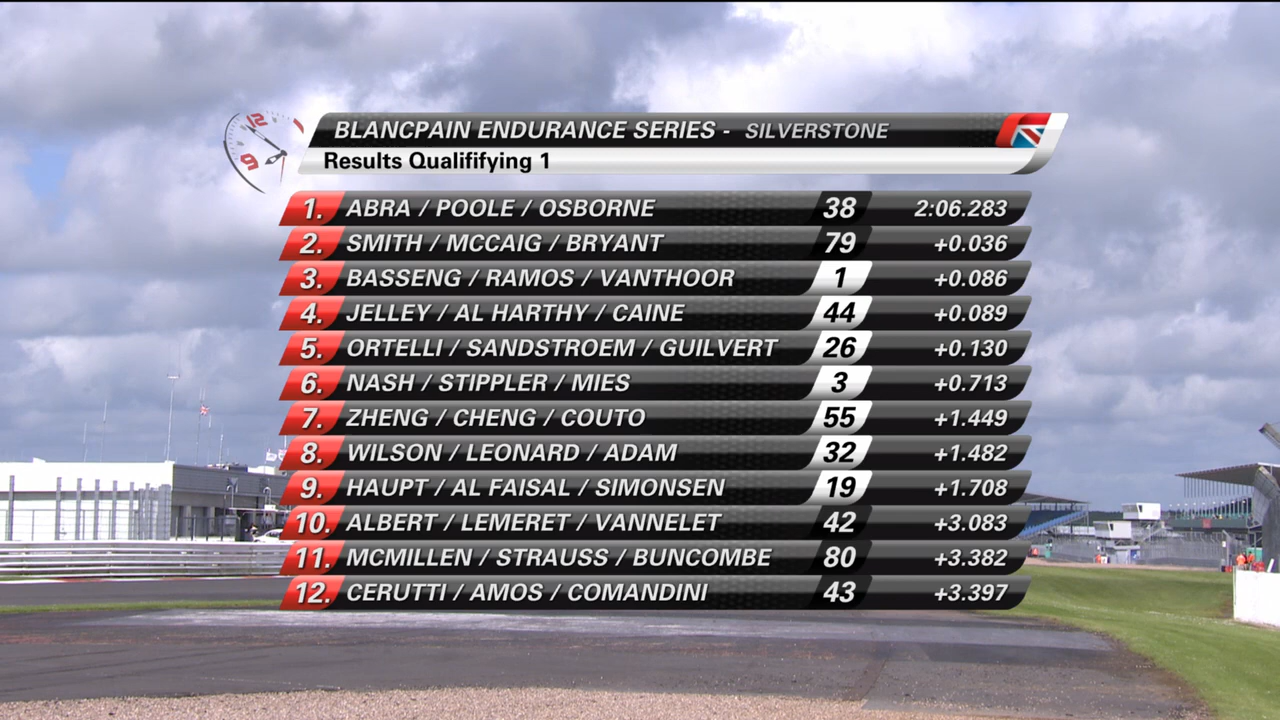 BLANCPAIN ENDURANCE SERIES - SILVERSTONE
Results Qualififying 1
1. ABRA / POOLE / OSBORNE 38 2:06.283
2. SMITH / MCCAIG / BRYANT 79 +0.036
3. BASSENG / RAMOS / VANTHOOR 1 +0.086
4. JELLEY / AL HARTHY / CAINE 44 +0.089
5. ORTELLI / SANDSTROEM / GUILVERT 26 +0.130
6. NASH / STIPPLER / MIES 3 +0.713
7. ZHENG / CHENG / COUTO 55 +1.449
8. WILSON / LEONARD / ADAM 32 +1.482
9. HAUPT / AL FAISAL / SIMONSEN 19 +1.708
10. ALBERT / LEMERET / VANNELET 42 +3.083
11. MCMILLEN / STRAUSS / BUNCOMBE 80 +3.382
12. CERUTTI / AMOS / COMANDINI 43 +3.397